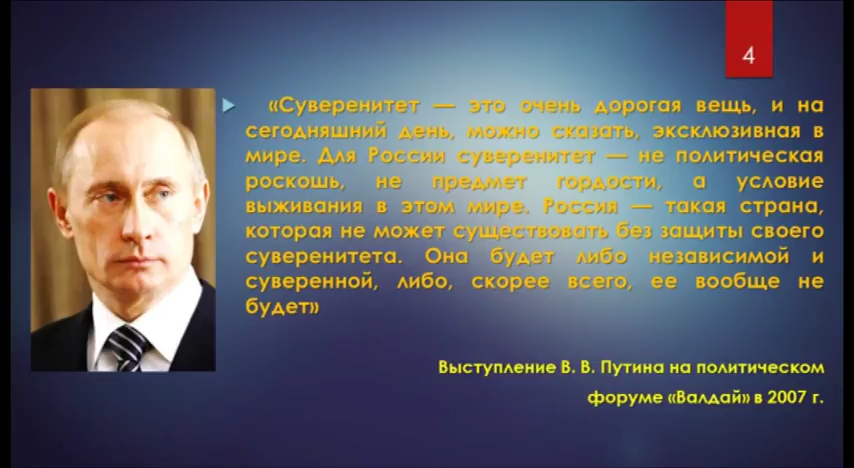 4
«Суверенитет — это очень дорогая вещь, и на
сегодняшний день, можно сказать, эксклюзивная в
мире. Для России суверенитет — не политическая
роскошь, не предмет гордости, а условие
выживания в этом мире. Россия — такая страна,
которая не может существовать без защиты своего
суверенитета. Она будет либо независимой и
суверенной, либо, скорее всего, ее вообще не
будет»
Выступление В. В. Путина на политическом
форуме «Валдай» в 2007 г.